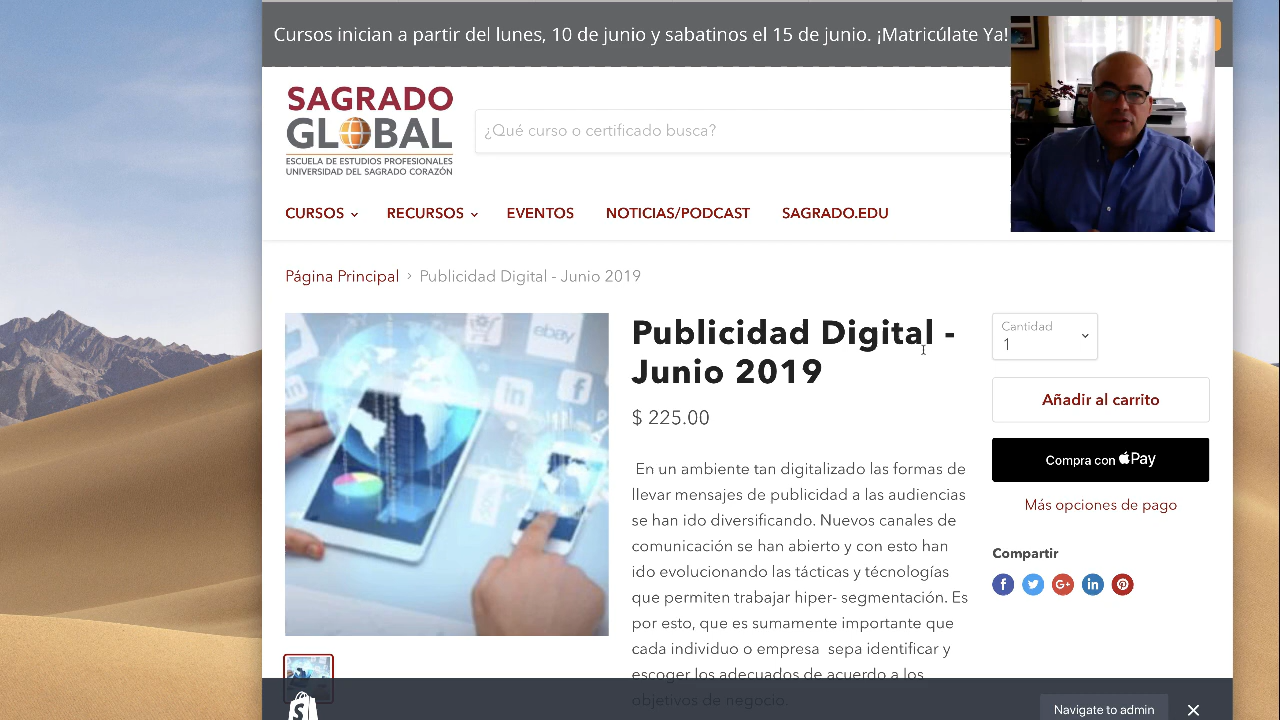 Cursos inician a partir del lunes, 10 de junio y sabatinos el 15 de junio. ¡Matricúlate Ya!
SAGRADO
GLOBAL
ESCUELA DE ESTUDIOS PROFESIONALES
UNIVERSIDAD DEL SAGRADO CORAZÓN
¿Qué curso o certificado busca?
CURSOS
RECURSOS
EVENTOS
NOTICIAS/PODCAST
SAGRADO.EDU
Página Principal › Publicidad Digital - Junio 2019
ebay
Publicidad Digital -
Junio 2019
$ 225.00
En un ambiente tan digitalizado las formas de
llevar mensajes de publicidad a las audiencias
se han ido diversificando. Nuevos canales de
comunicación se han abierto y con esto han
ido evolucionando las tácticas y técnologías
que permiten trabajar hiper- segmentación. Es
por esto, que es sumamente importante que
cada individuo o empresa  sepa identificar y
escoger los adecuados de acuerdo a los
objetivos de negocio.
Cantidad
1
Añadir al carrito
Compra con Pay
Más opciones de pago
Compartir
Navigate to admin